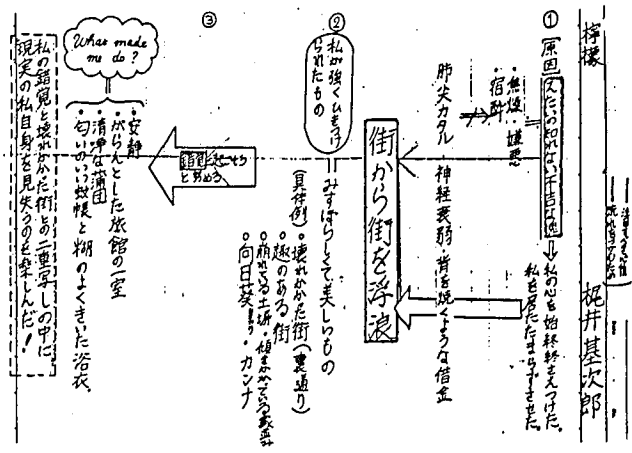 檸檬
梶井基次郎
①
原因
えたいの知れない不吉な塊
⇨私の心を始終圧えつけた。
私を居たたまらずさせた。
・焦燥・嫌悪
・宿酔
肺尖カタル・神経衰弱・背を焼くような借金
街から街を浮浪
②
私が強くひきつけ
られたもの
みすぼらしくて美しいもの
(具体例)・壊れかかった街(裏通り)
・趣のある街
・崩れている土塀・傾きかかっている家並み
・向日葵・カンナ
③
錯覚を起こそう
と努める
What made
me do?
・安静
・がらんとした旅館の一室
・清浄な蒲団
・匂いのいい蚊帳と糊のよくきいた浴衣
私の錯覚と壊れかかった街との二重写しの中に
現実の私自身を見失うのを楽しんだ!